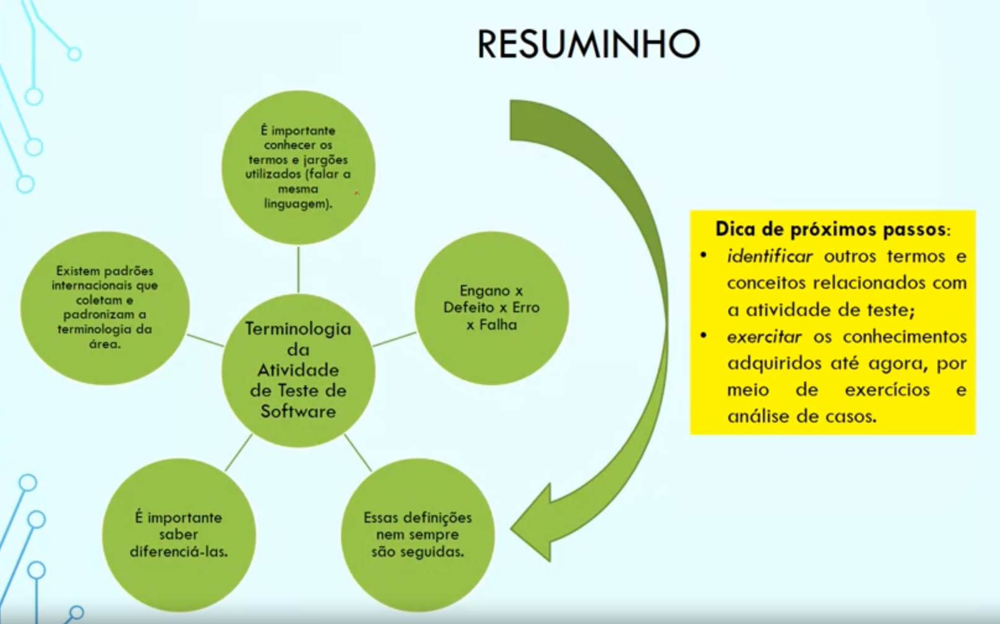 RESUMINHO
É importante
conhecer os
termos e jargões
utilizados (falar a
mesma
linguagem).
Engano x
Defeito x Erro
x Falha
Essas definições
nem sempre
são seguidas.
É importante
saber
diferenciá-las.
Existem padrões
internacionais que
coletam e
padronizam a
terminologia da
área.
Terminologia
da
Atividade
de Teste de
Software
Dica de próximos passos:
• identificar outros termos e
conceitos relacionados com
a atividade de teste;
• exercitar os conhecimentos
adquiridos até agora, por
meio de exercícios e
análise de casos.